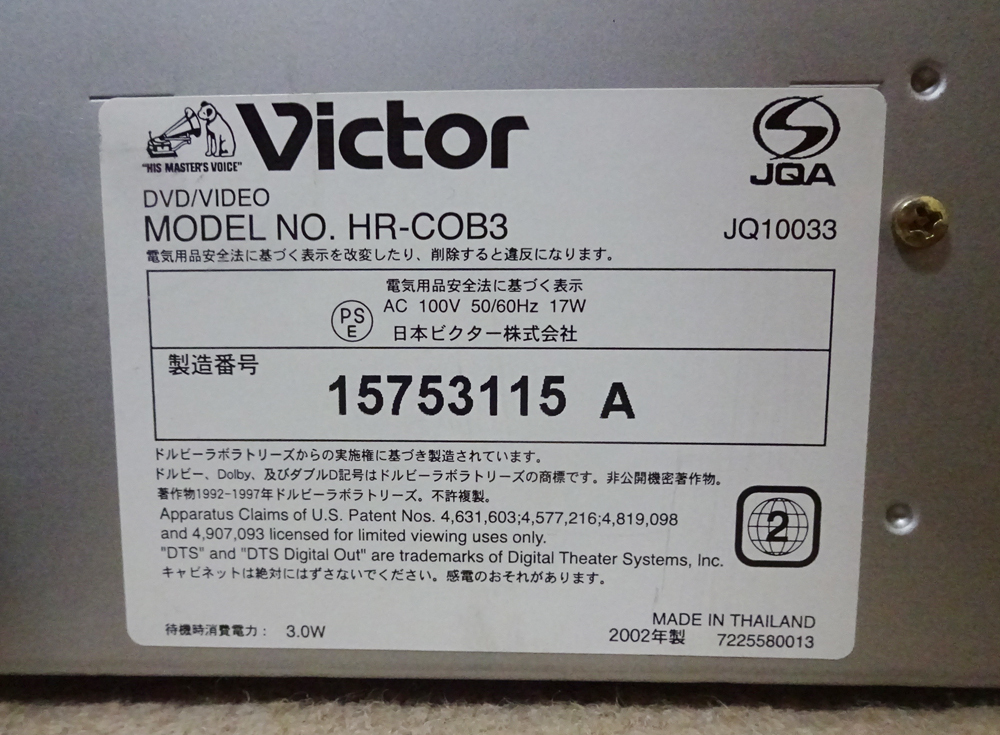 "HIS MASTER'S VOICE"
Victor
JQA
DVD/VIDEO
MODEL NO. HR-COB3
JQ10033
電気用品安全法に基づく表示を改変したり、削除すると違反になります。
電気用品安全法に基づく表示
PS
E
AC 100V 50/60Hz 17W
日本ビクター株式会社
製造番号
15753115 A
ドルビーラボラトリーズからの実施権に基づき製造されています。
ドルビー、Dolby、及びダブルD記号はドルビーラボラトリーズの商標です。非公開機密著作物。
著作物1992-1997年ドルビーラボラトリーズ。不許複製。
Apparatus Claims of U.S. Patent Nos. 4,631,603;4,577,216;4,819,098
and 4,907,093 licensed for limited viewing uses only.
"DTS" and "DTS Digital Out" are trademarks of Digital Theater Systems, Inc.
キャビネットは絶対にはずさないでください。感電のおそれがあります。
2
待機時消費電力： 3.0W
MADE IN THAILAND
2002年製 7225580013